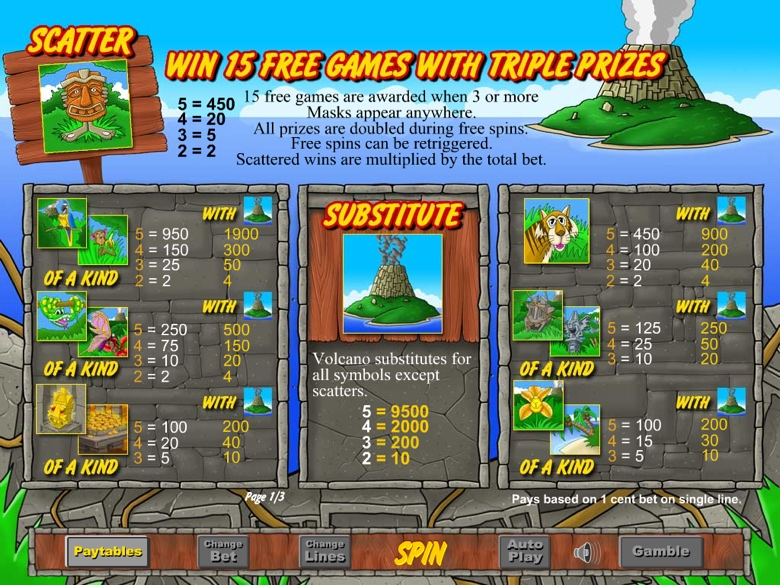 SCATTER
WIN 15 FREE GAMES WITH TRIPLE PRIZES
5 = 450
4 = 20
3 = 5
2 = 2
15 free games are awarded when 3 or more
Masks appear anywhere.
All prizes are doubled during free spins.
Free spins can be retriggered.
Scattered wins are multiplied by the total bet.
WITH
5 = 950 1900
4 = 150 300
3 = 25 50
2 = 2 4
OF A KIND
WITH
5 = 250 500
4 = 75 150
3 = 10 20
2 = 2 4
OF A KIND
WITH
5 = 100 200
4 = 20 40
3 = 5 10
OF A KIND
SUBSTITUTE
Volcano substitutes for
all symbols except
scatters.
5 = 9500
4 = 2000
3 = 200
2 = 10
WITH
5 = 450 900
4 = 100 200
3 = 20 40
2 = 2 4
WITH
5 = 125 250
4 = 25 50
3 = 10 20
OF A KIND
WITH
5 = 100 200
4 = 15 30
3 = 5 10
OF A KIND
Page 1/3
Pays based on 1 cent bet on single line.
Paytables
Change
Bet
Change
Lines
SPIN
Auto
Play
Gamble